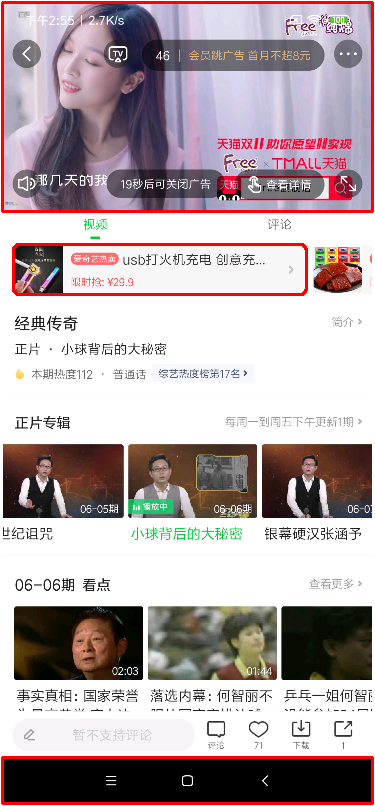 下午2:55 | 2.7K/s
Free
46 | 会员跳广告 首月不超8元
天猫双11 助你愿望11实现
Free × TMALL天猫
那几天的我
19秒后可关闭广告
天猫
查看详情
视频
评论
爱奇艺热卖 usb打火机充电 创意充...
限时抢: ¥29.9
经典传奇
简介 >
正片 · 小球背后的大秘密
本期热度112 · 普通话 综艺热度榜第17名 >
正片专辑
每周一到周五下午更新1期 >
06-05期
播放中
06-06期
世纪诅咒
小球背后的大秘密
银幕硬汉张涵予
06-06期 看点
查看更多 >
02:03
01:44
事实真相：国家荣誉
落选内幕：何智丽不
乒乓一姐何智丽
暂不支持评论
评论
71
下载
1